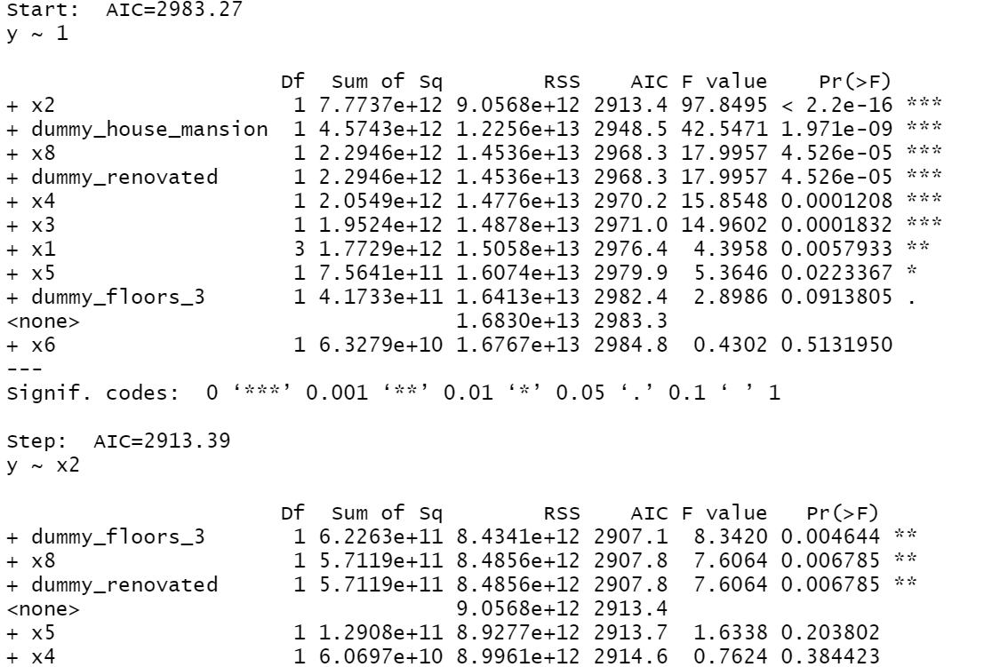 Start:  AIC=2983.27
y ~ 1
Df  Sum of Sq        RSS    AIC F value    Pr(>F)
+ x2                  1 7.7737e+12 9.0568e+12 2913.4 97.8495 < 2.2e-16 ***
+ dummy_house_mansion  1 4.5743e+12 1.2256e+13 2948.5 42.5471 1.971e-09 ***
+ x8                  1 2.2946e+12 1.4536e+13 2968.3 17.9957 4.526e-05 ***
+ dummy_renovated     1 2.2946e+12 1.4536e+13 2968.3 17.9957 4.526e-05 ***
+ x4                  1 2.0549e+12 1.4776e+13 2970.2 15.8548 0.0001208 ***
+ x3                  1 1.9524e+12 1.4878e+13 2971.0 14.9602 0.0001832 ***
+ x1                  3 1.7729e+12 1.5058e+13 2976.4  4.3958 0.0057933 **
+ x5                  1 7.5641e+11 1.6074e+13 2979.9  5.3646 0.0223367 *
+ dummy_floors_3      1 4.1733e+11 1.6413e+13 2982.4  2.8986 0.0913805 .
<none>                             1.6830e+13 2983.3
+ x6                  1 6.3279e+10 1.6767e+13 2984.8  0.4302 0.5131950
---
Signif. codes:  0 ‘***’ 0.001 ‘**’ 0.01 ‘*’ 0.05 ‘.’ 0.1 ‘ ’ 1
Step:  AIC=2913.39
y ~ x2
Df  Sum of Sq        RSS    AIC F value   Pr(>F)
+ dummy_floors_3      1 6.2263e+11 8.4341e+12 2907.1  8.3420 0.004644 **
+ x8                  1 5.7119e+11 8.4856e+12 2907.8  7.6064 0.006785 **
+ dummy_renovated     1 5.7119e+11 8.4856e+12 2907.8  7.6064 0.006785 **
<none>                             9.0568e+12 2913.4
+ x5                  1 1.2908e+11 8.9277e+12 2913.7  1.6338 0.203802
+ x4                  1 6.0697e+10 8.9961e+12 2914.6  0.7624 0.384423